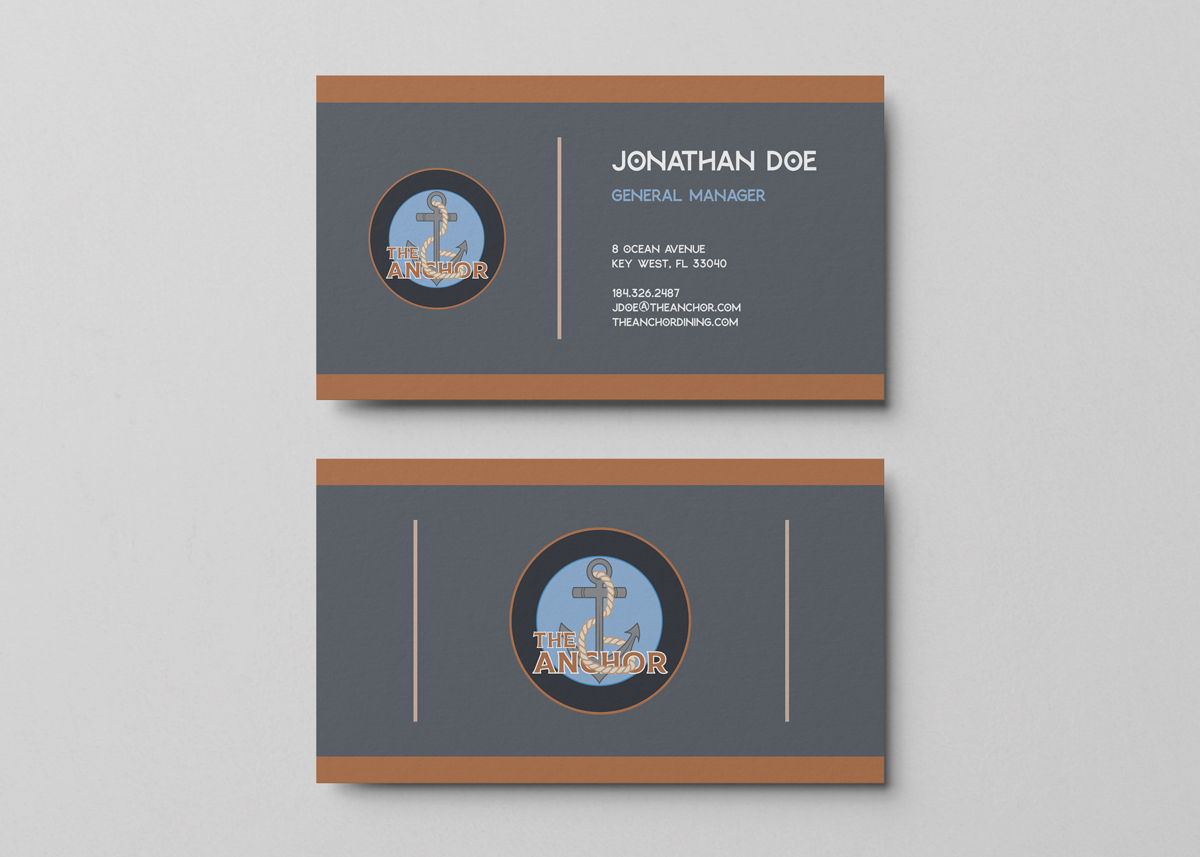 THE
ANCHOR
JONATHAN DOE
GENERAL MANAGER
8 OCEAN AVENUE
KEY WEST, FL 33040
184.326.2487
JDOE@THEANCHOR.COM
THEANCHORDINING.COM
THE
ANCHOR